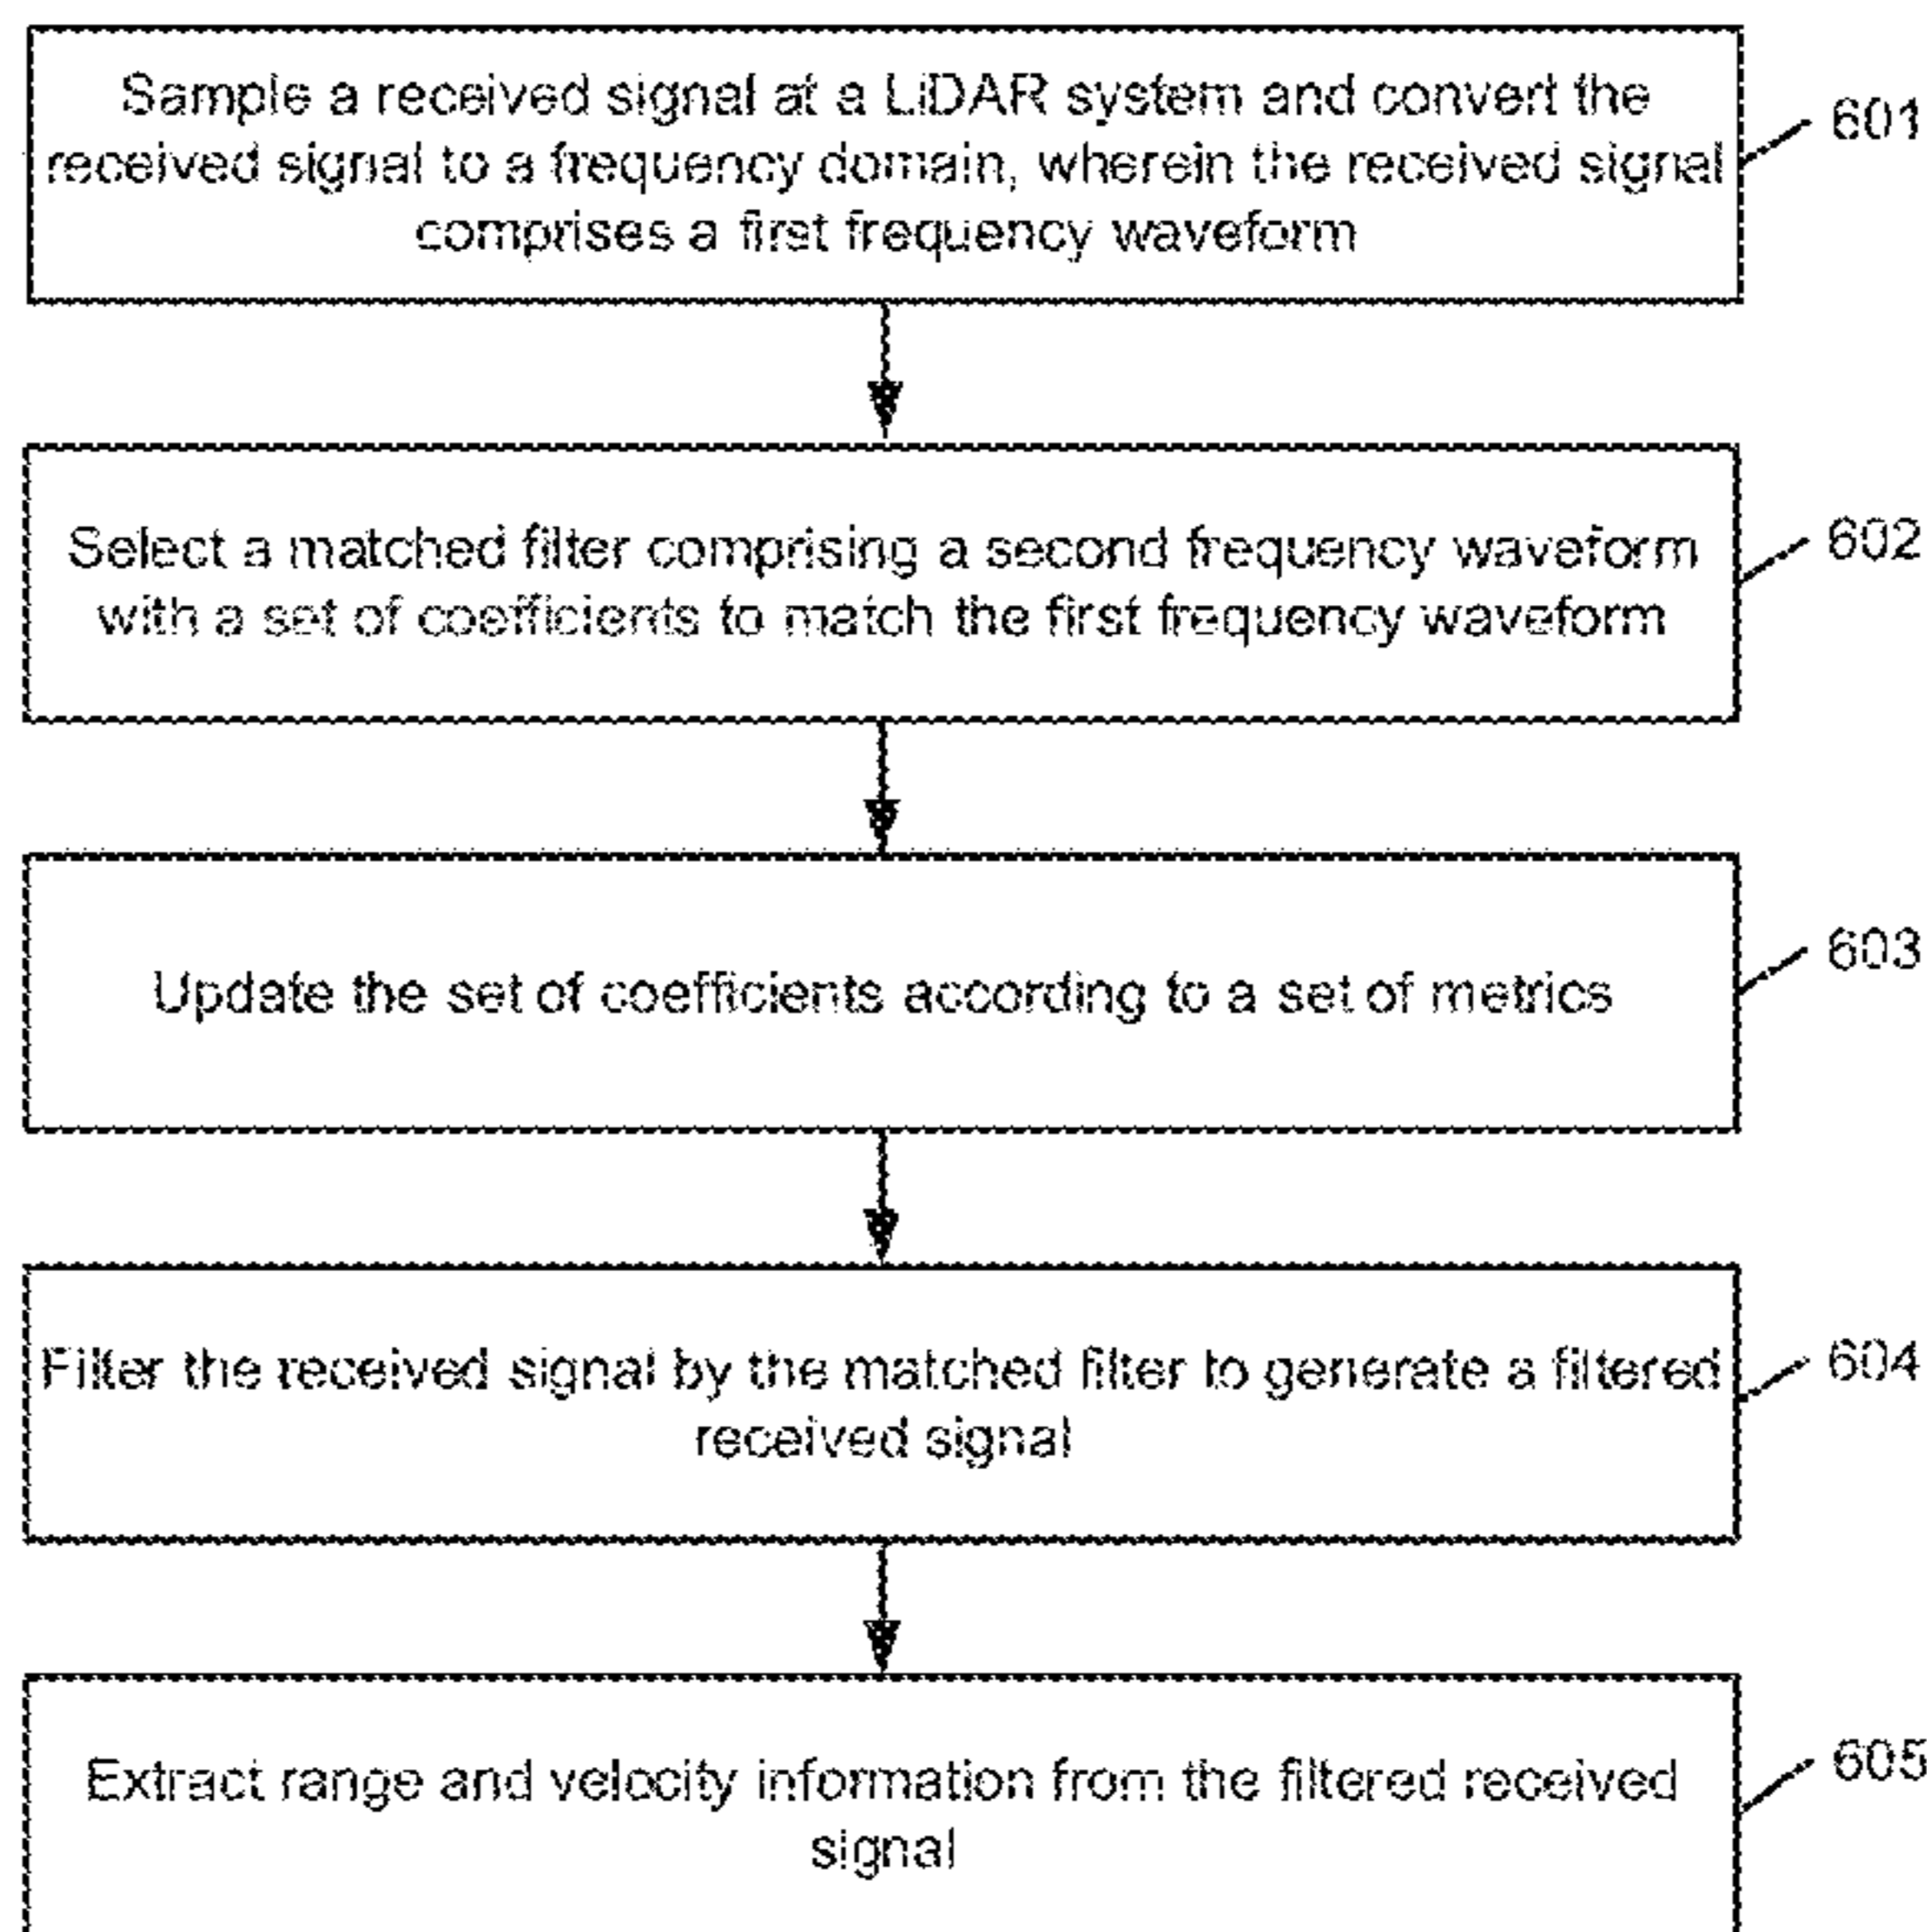 Sample a received signal at a LiDAR system and convert the
received signal to a frequency domain, wherein the received signal
comprises a first frequency waveform
601
Select a matched filter comprising a second frequency waveform
with a set of coefficients to match the first frequency waveform
602
Update the set of coefficients according to a set of metrics
603
Filter the received signal by the matched filter to generate a filtered
received signal
604
Extract range and velocity information from the filtered received
signal
605